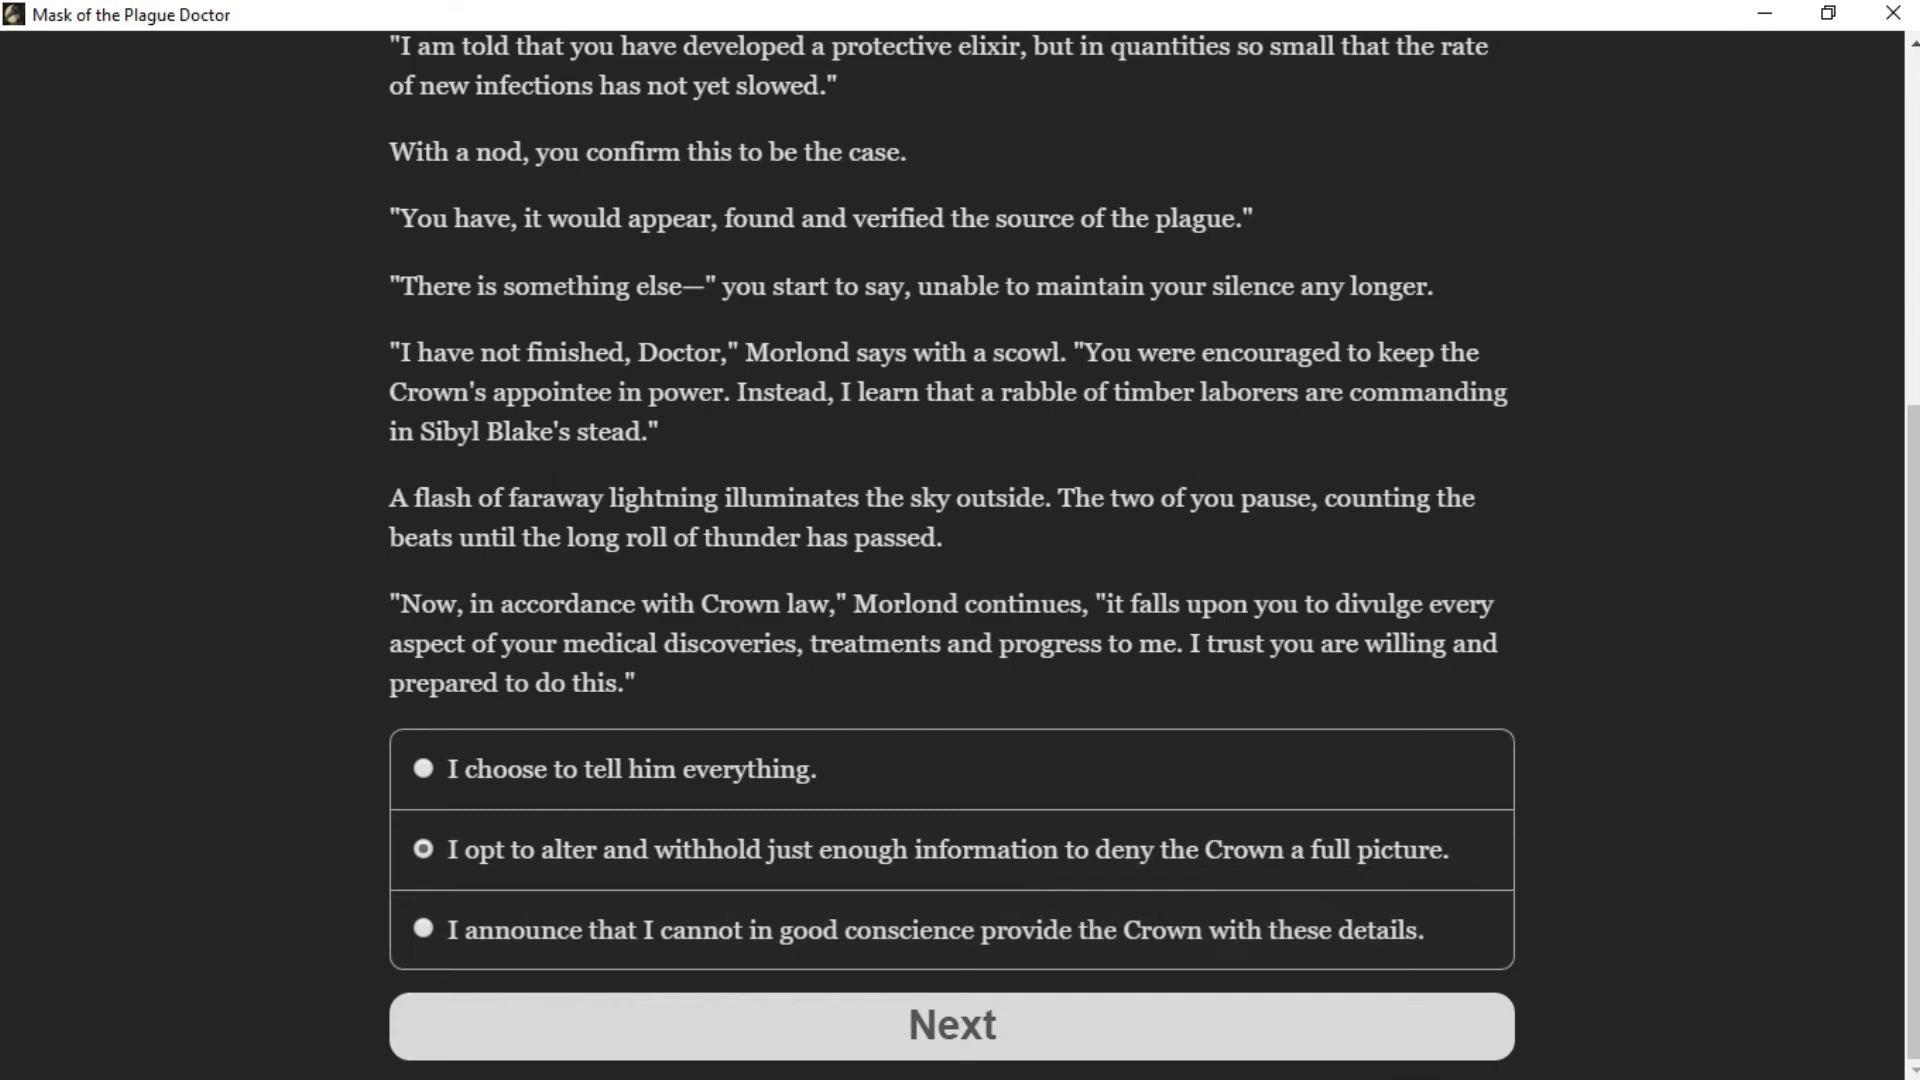 Mask of the Plague Doctor
"I am told that you have developed a protective elixir, but in quantities so small that the rate
of new infections has not yet slowed."
With a nod, you confirm this to be the case.
"You have, it would appear, found and verified the source of the plague."
"There is something else—" you start to say, unable to maintain your silence any longer.
"I have not finished, Doctor," Morlond says with a scowl. "You were encouraged to keep the
Crown's appointee in power. Instead, I learn that a rabble of timber laborers are commanding
in Sibyl Blake's stead."
A flash of faraway lightning illuminates the sky outside. The two of you pause, counting the
beats until the long roll of thunder has passed.
"Now, in accordance with Crown law," Morlond continues, "it falls upon you to divulge every
aspect of your medical discoveries, treatments and progress to me. I trust you are willing and
prepared to do this."
I choose to tell him everything.
I opt to alter and withhold just enough information to deny the Crown a full picture.
I announce that I cannot in good conscience provide the Crown with these details.
Next